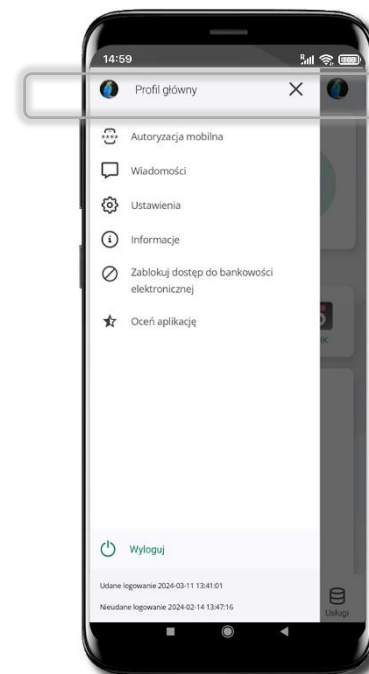 14:59
Profil główny
Autoryzacja mobilna
Wiadomości
Ustawienia
Informacje
Zablokuj dostęp do bankowości
elektronicznej
Oceń aplikację
Wyloguj
Udane logowanie 2024-03-11 13:41:01
Nieudane logowanie 2024-02-14 13:47:16
Usługi